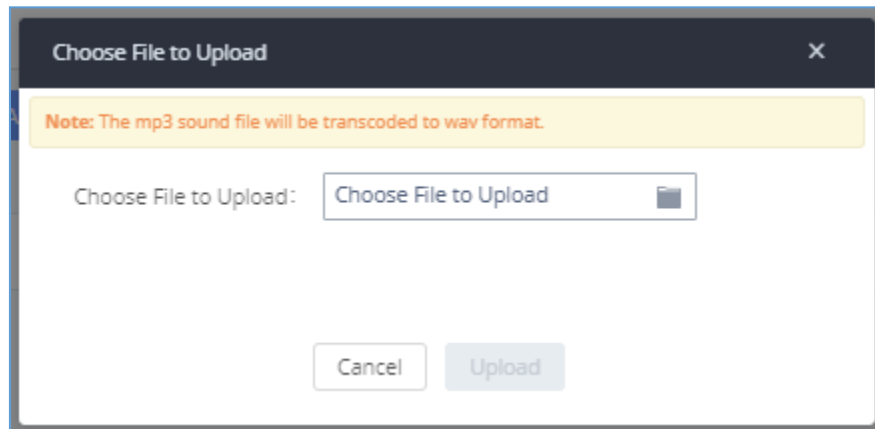 Choose File to Upload
Note: The mp3 sound file will be transcoded to wav format.
Choose File to Upload:
Choose File to Upload
Cancel
Upload